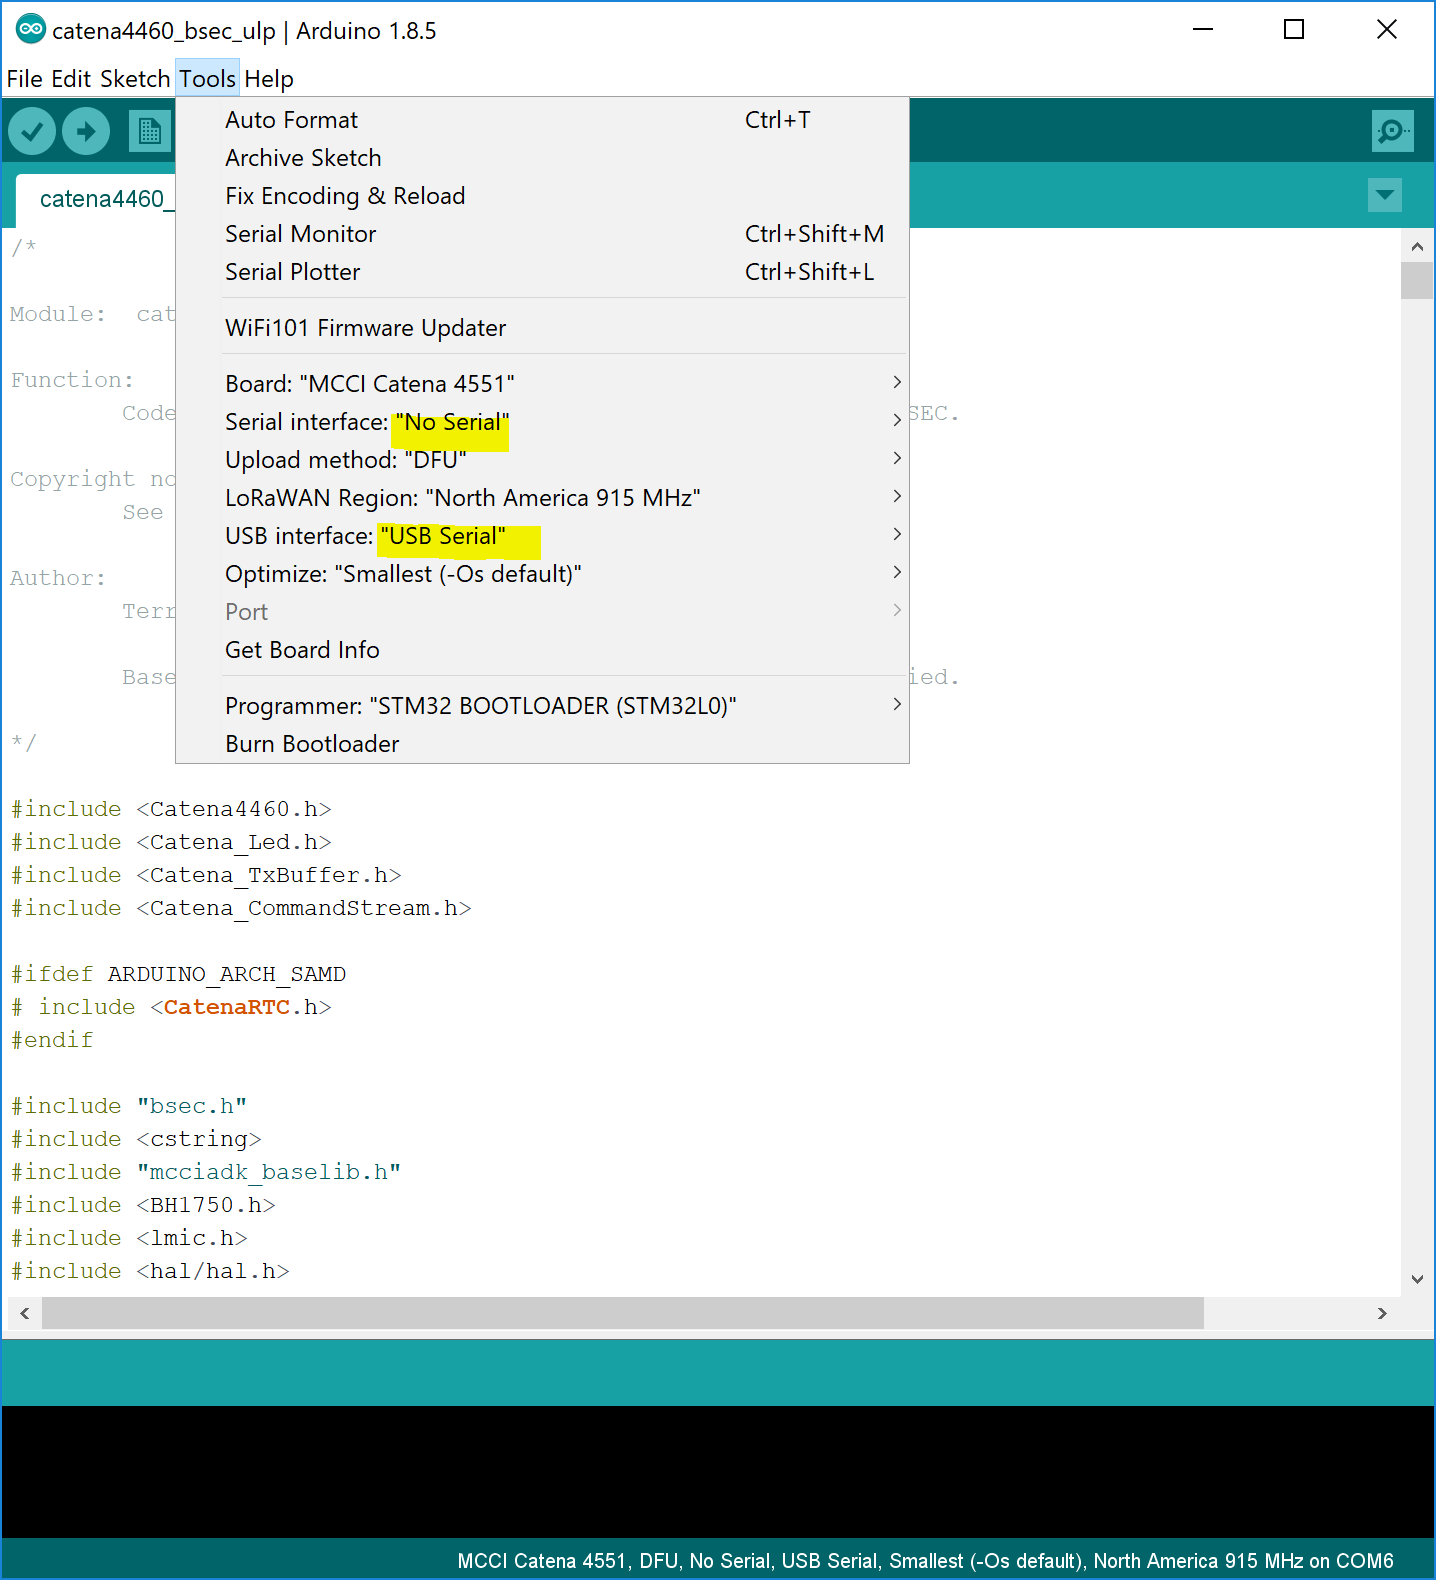 catena4460_bsec_ulp | Arduino 1.8.5
File Edit Sketch Tools Help
Auto Format Ctrl+T
Archive Sketch
Fix Encoding & Reload
Serial Monitor Ctrl+Shift+M
Serial Plotter Ctrl+Shift+L
WiFi101 Firmware Updater
Board: "MCCI Catena 4551"
Serial interface: "No Serial"
Upload method: "DFU"
LoRaWAN Region: "North America 915 MHz"
USB interface: "USB Serial"
Optimize: "Smallest (-Os default)"
Port
Get Board Info
Programmer: "STM32 BOOTLOADER (STM32L0)"
Burn Bootloader
catena4460_
/*
Module: cat
Function:
Code SEC.
Copyright no
See
Author:
Terr
Base ied.
*/
#include <Catena4460.h>
#include <Catena_Led.h>
#include <Catena_TxBuffer.h>
#include <Catena_CommandStream.h>
#ifdef ARDUINO_ARCH_SAMD
# include <CatenaRTC.h>
#endif
#include "bsec.h"
#include <cstring>
#include "mcciadk_baselib.h"
#include <BH1750.h>
#include <lmic.h>
#include <hal/hal.h>
MCCI Catena 4551, DFU, No Serial, USB Serial, Smallest (-Os default), North America 915 MHz on COM6